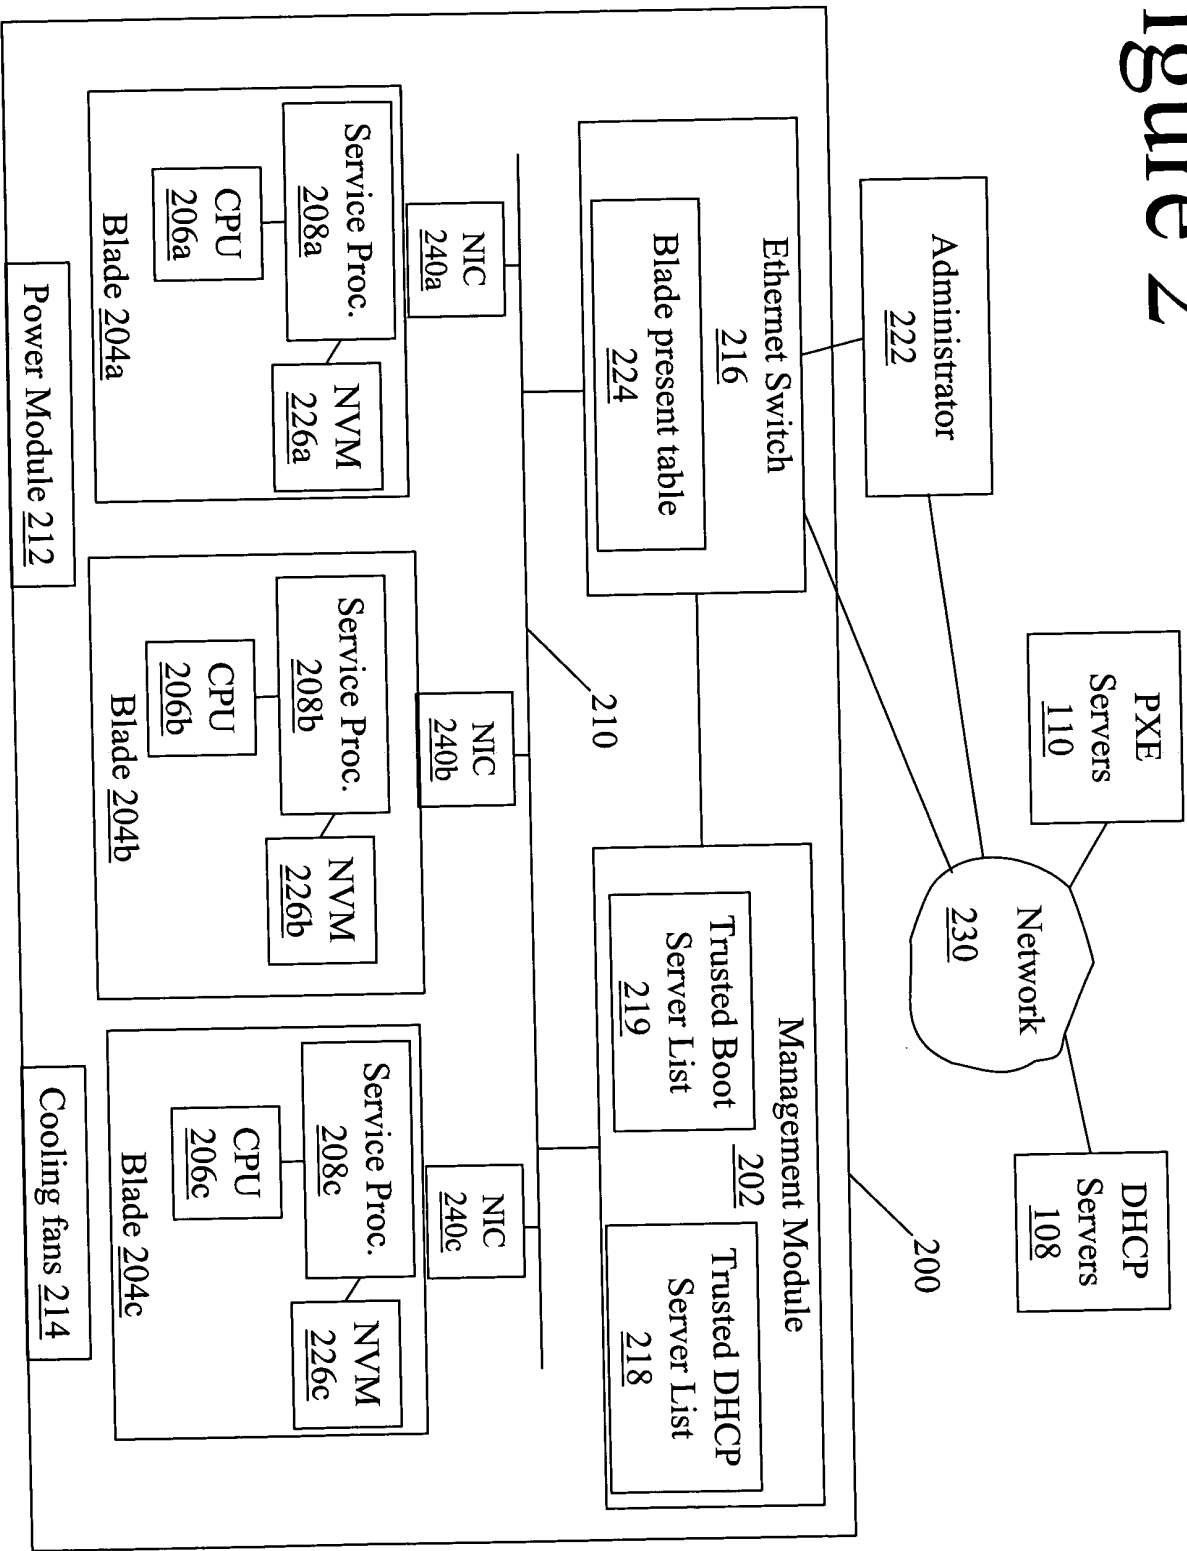 igure 2
PXE
Servers
110
DHCP
Servers
108
Network
230
Administrator
222
200
Ethernet Switch
216
Blade present table
224
Management Module
202
Trusted Boot
Server List
219
Trusted DHCP
Server List
218
210
NIC
240a
NIC
240b
NIC
240c
Service Proc.
208a
NVM
226a
CPU
206a
Blade 204a
Service Proc.
208b
NVM
226b
CPU
206b
Blade 204b
Service Proc.
208c
NVM
226c
CPU
206c
Blade 204c
Power Module 212
Cooling fans 214